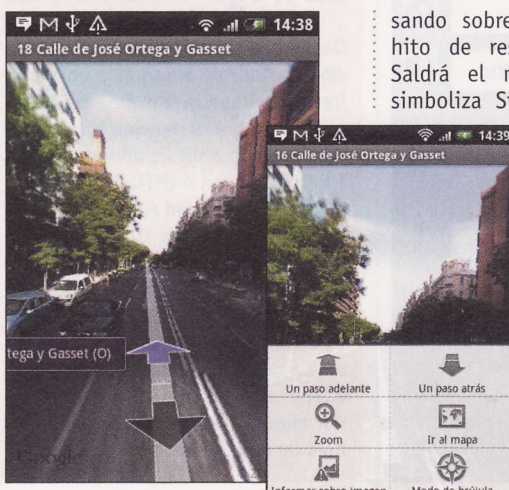 14:38
18 Calle de José Ortega y Gasset
tega y Gasset (O)
sando sobre
hito de res
Saldrá el m
simboliza St
14:39
16 Calle de José Ortega y Gasset
Un paso adelante
Un paso atrás
Zoom
Ir al mapa
Informar sobre imagen
Modo de brújula